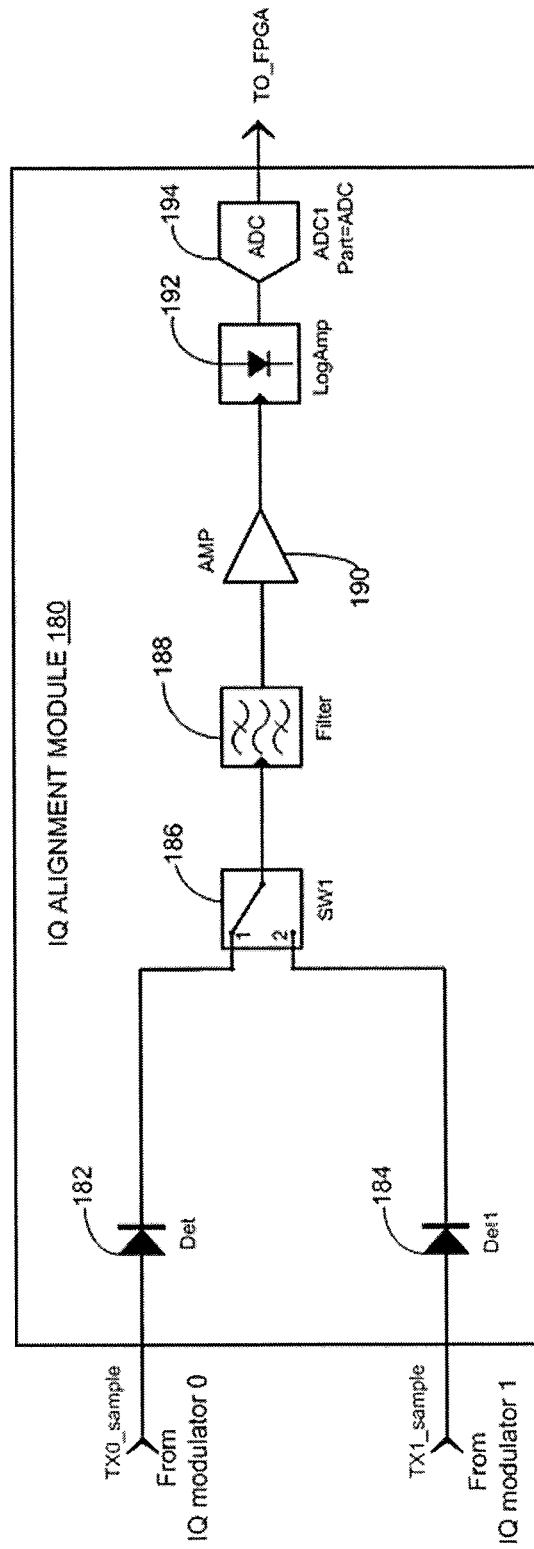 IQ ALIGNMENT MODULE 180
TX0_sample
From
IQ modulator 0
182
Det
TX1_sample
From
IQ modulator 1
184
Det1
186
1
2
SW1
188
Filter
AMP
190
192
LogAmp
194
ADC
ADC1
Part=ADC
TO_FPGA